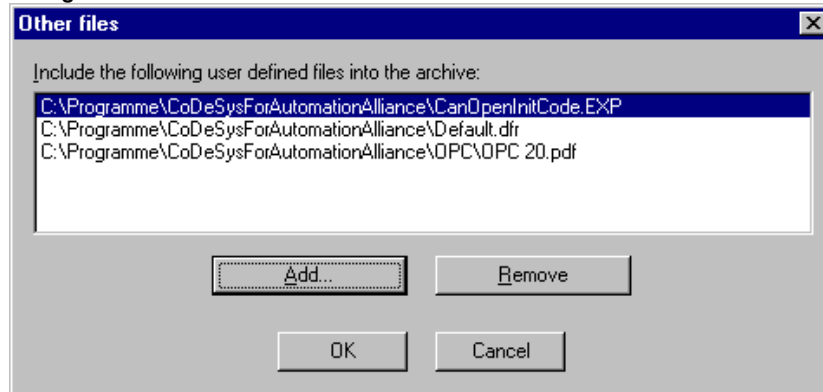 Other files
Include the following user defined files into the archive:
C:\Programme\CoDeSysForAutomationAlliance\CanOpenInitCode.EXP
C:\Programme\CoDeSysForAutomationAlliance\Default.dfr
C:\Programme\CoDeSysForAutomationAlliance\OPC\OPC 20.pdf
Add... Remove
OK Cancel